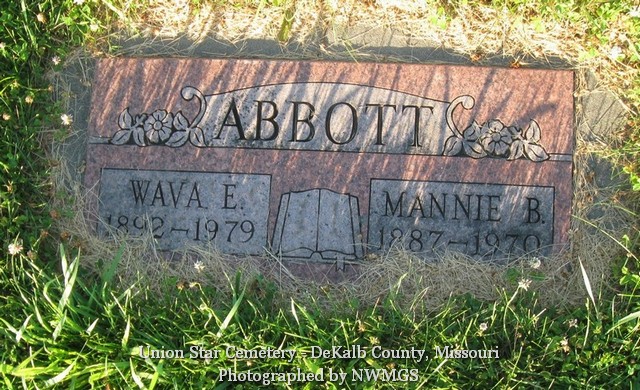 ABBOTT
WAVA E.
1892-1979
MANNIE B.
1887-1970
Union Star Cemetery - DeKalb County, Missouri
Photographed by NWMGS